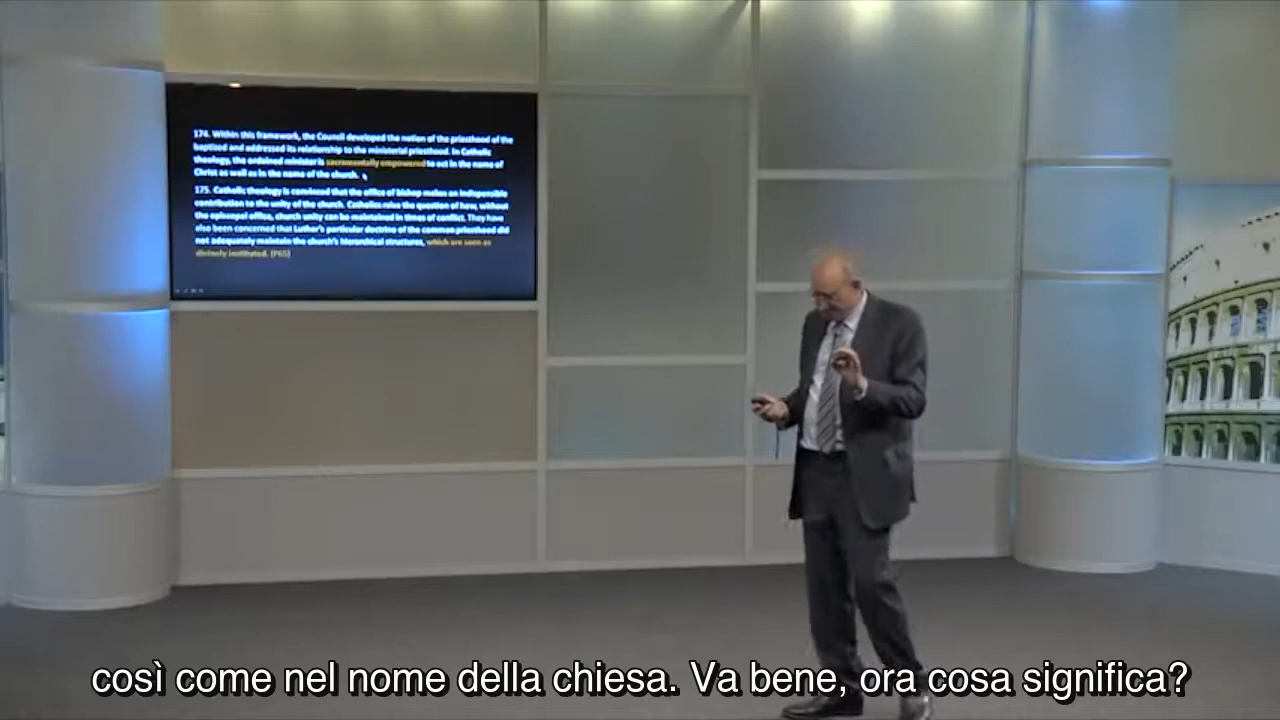 174. Within this framework, the Council developed the notion of the priesthood of the
baptized and addressed its relationship to the ministerial priesthood. In Catholic
theology, the ordained minister is sacramentally empowered to act in the name of
Christ as well as in the name of the church.
175. Catholic theology is convinced that the office of bishop makes an indispensible
contribution to the unity of the church. Catholics raise the question of how, without
the episcopal office, church unity can be maintained in times of conflict. They have
also been concerned that Luther's particular doctrine of the common priesthood did
not adequately maintain the church's hierarchical structures, which are seen as
divinely instituted. (P65)
così come nel nome della chiesa. Va bene, ora cosa significa?